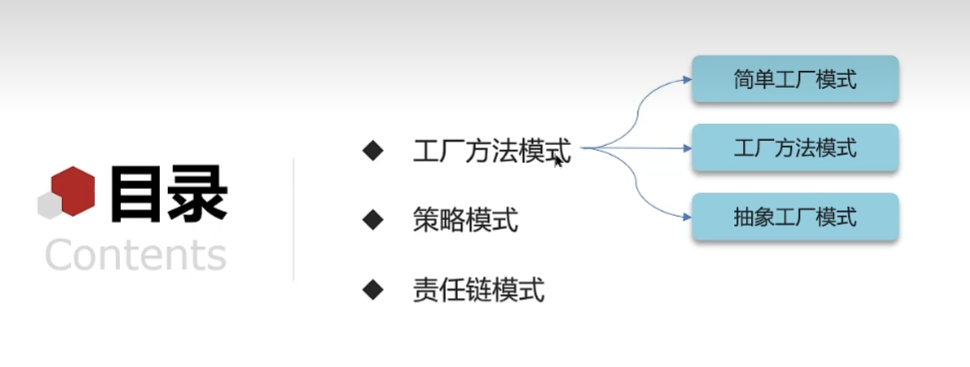 目录
Contents
工厂方法模式
策略模式
责任链模式
简单工厂模式
工厂方法模式
抽象工厂模式